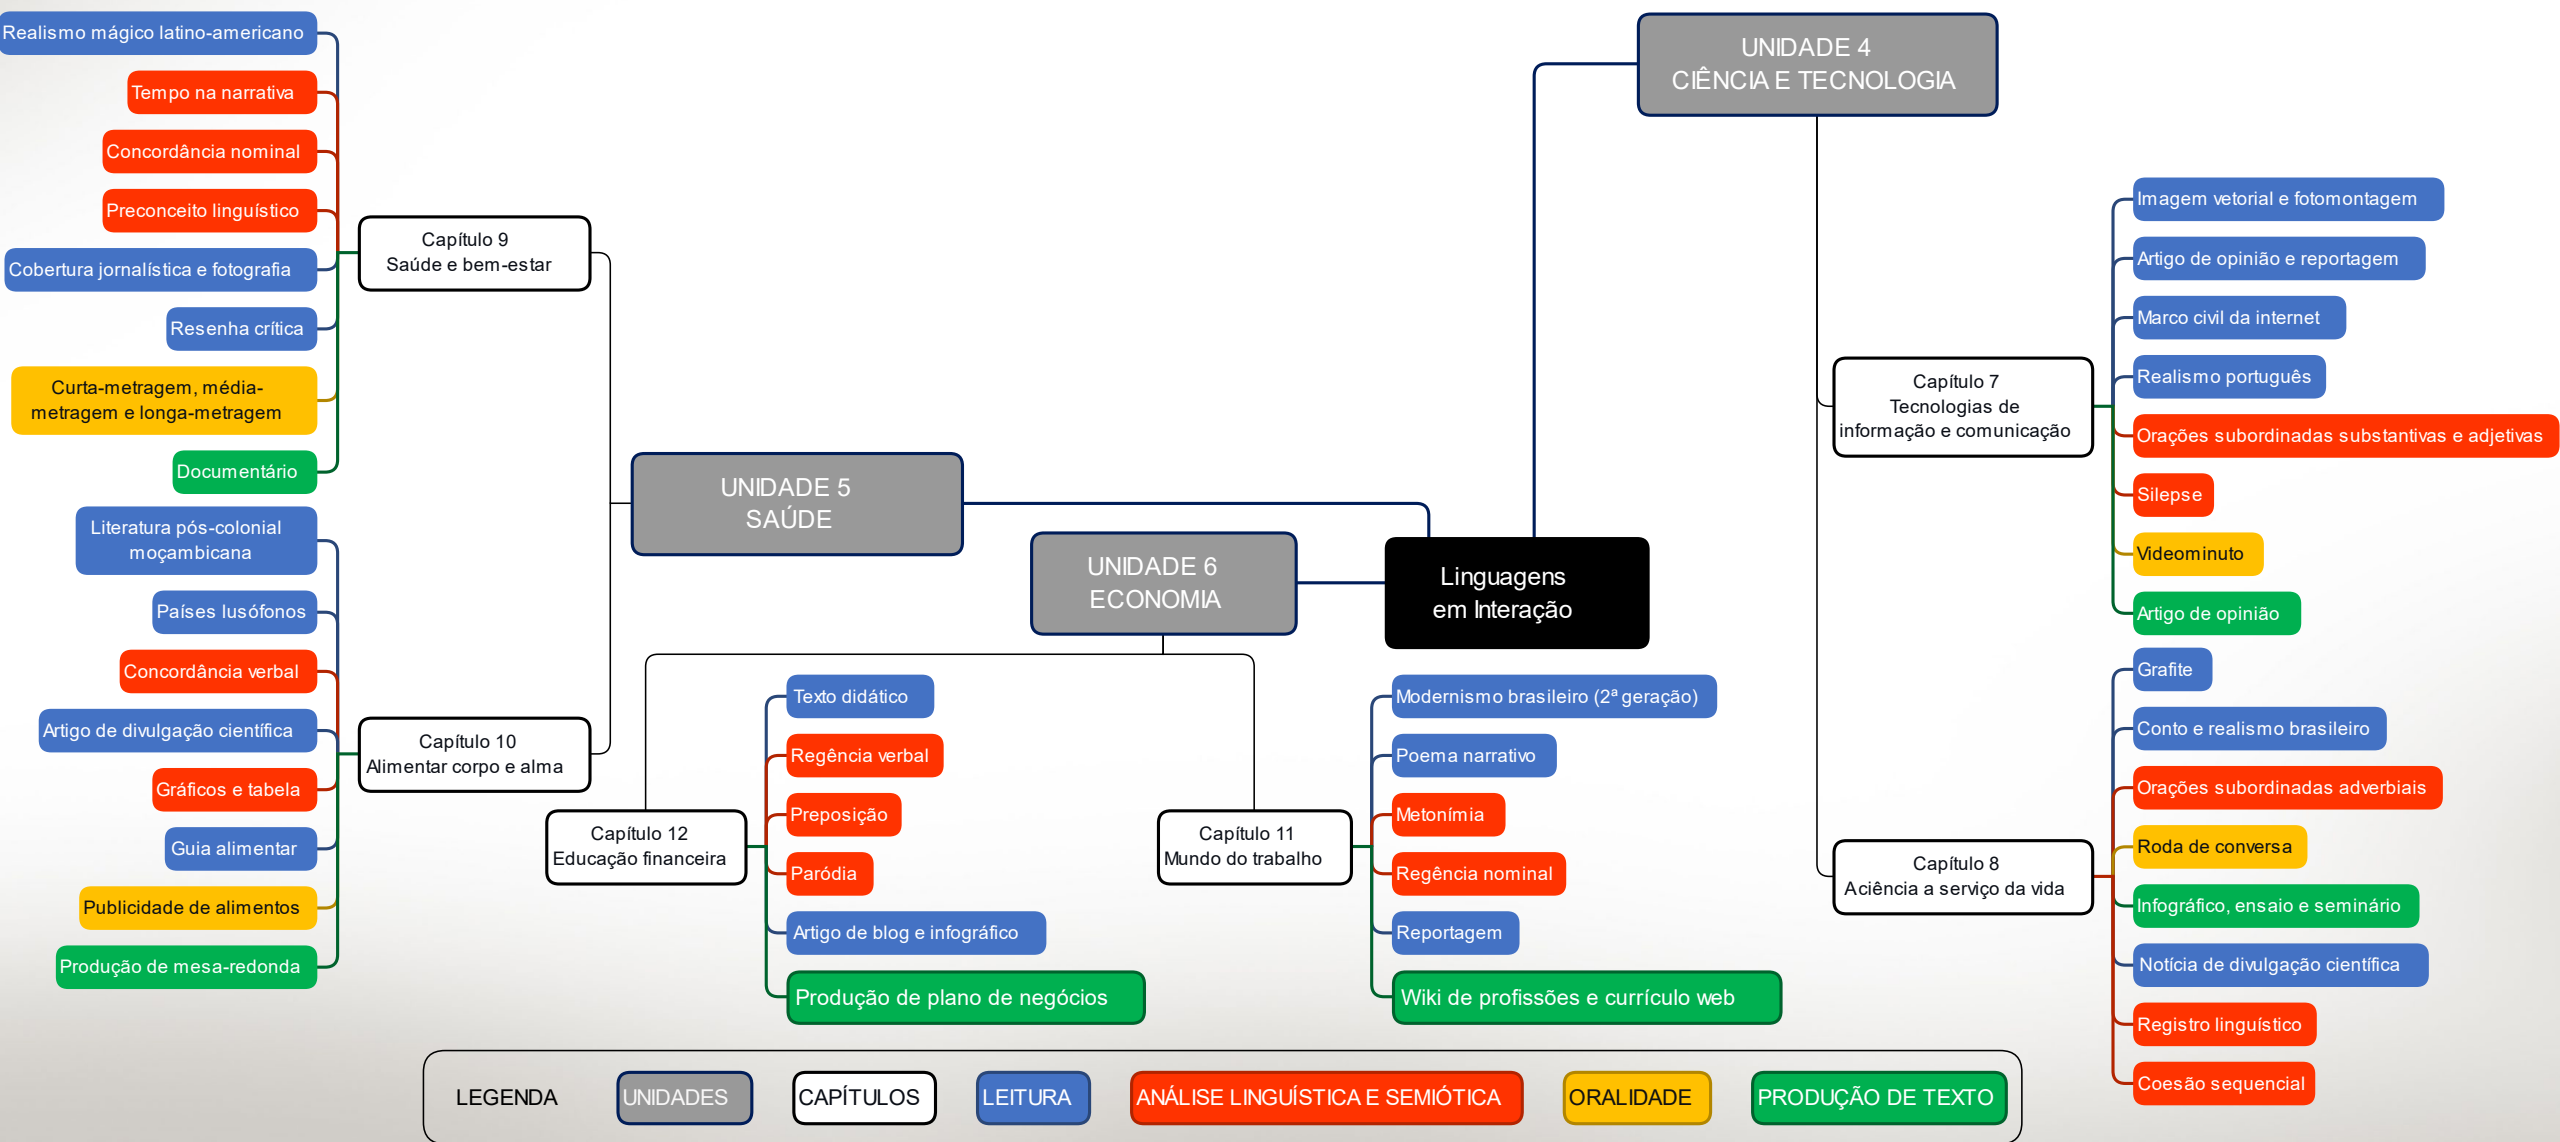 UNIDADE 4
CIÊNCIA E TECNOLOGIA
Realismo mágico latino-americano
Tempo na narrativa
Concordância nominal
Preconceito linguístico
Cobertura jornalística e fotografia
Resenha crítica
Curta-metragem, média-
metragem e longa-metragem
Documentário
Capítulo 9
Saúde e bem-estar
Literatura pós-colonial
moçambicana
Países lusófonos
Concordância verbal
Artigo de divulgação científica
Gráficos e tabela
Guia alimentar
Publicidade de alimentos
Produção de mesa-redonda
Capítulo 10
Alimentar corpo e alma
UNIDADE 5
SAÚDE
UNIDADE 6
ECONOMIA
Linguagens
em Interação
Capítulo 12
Educação financeira
Texto didático
Regência verbal
Preposição
Paródia
Artigo de blog e infográfico
Produção de plano de negócios
Capítulo 11
Mundo do trabalho
Modernismo brasileiro (2ª geração)
Poema narrativo
Metonímia
Regência nominal
Reportagem
Wiki de profissões e currículo web
Capítulo 7
Tecnologias de
informação e comunicação
Imagem vetorial e fotomontagem
Artigo de opinião e reportagem
Marco civil da internet
Realismo português
Orações subordinadas substantivas e adjetivas
Silepse
Videominuto
Artigo de opinião
Capítulo 8
A ciência a serviço da vida
Grafite
Conto e realismo brasileiro
Orações subordinadas adverbiais
Roda de conversa
Infográfico, ensaio e seminário
Notícia de divulgação científica
Registro linguístico
Coesão sequencial
LEGENDA
UNIDADES
CAPÍTULOS
LEITURA
ANÁLISE LINGUÍSTICA E SEMIÓTICA
ORALIDADE
PRODUÇÃO DE TEXTO